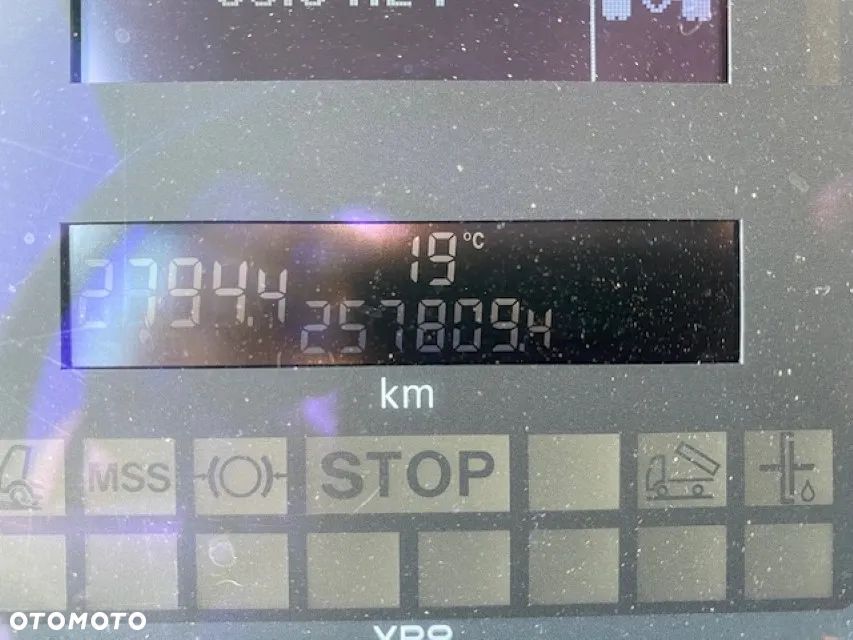 19 °C
2794.4
257809.4
km
MSS
STOP
OTOMOTO